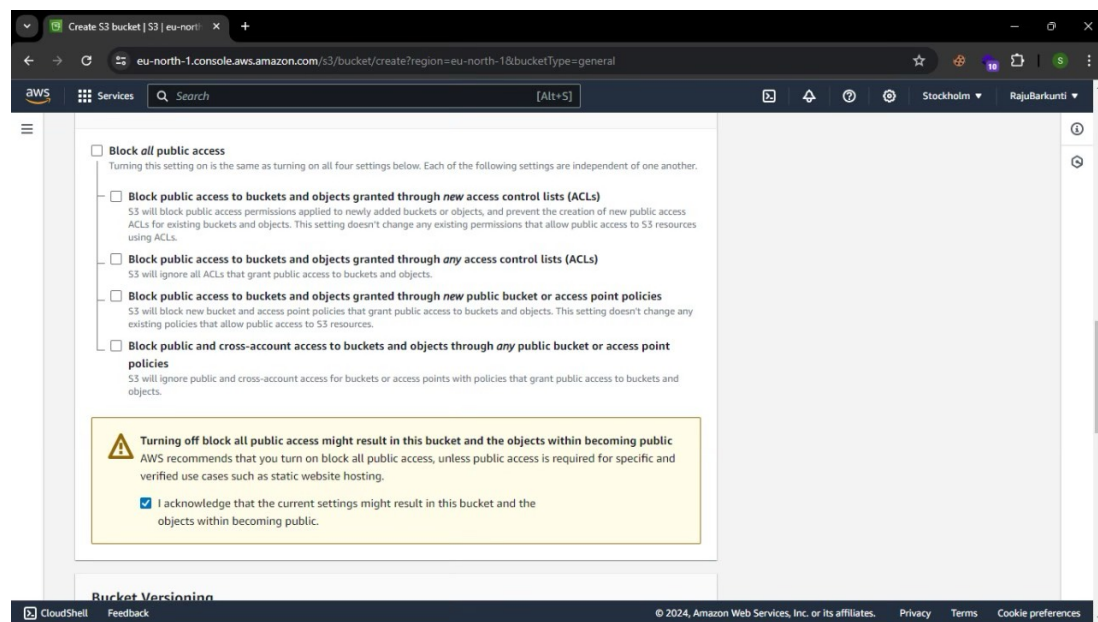 Create S3 bucket | S3 | eu-north
eu-north-1.console.aws.amazon.com/s3/bucket/create?region=eu-north-1&bucketType=general
10
S
aws
Services
Search
[Alt+S]
Stockholm
RajuBarkunti
Block all public access
Turning this setting on is the same as turning on all four settings below. Each of the following settings are independent of one another.
Block public access to buckets and objects granted through new access control lists (ACLs)
S3 will block public access permissions applied to newly added buckets or objects, and prevent the creation of new public access
ACLs for existing buckets and objects. This setting doesn't change any existing permissions that allow public access to S3 resources
using ACLs.
Block public access to buckets and objects granted through any access control lists (ACLs)
S3 will ignore all ACLs that grant public access to buckets and objects.
Block public access to buckets and objects granted through new public bucket or access point policies
S3 will block new bucket and access point policies that grant public access to buckets and objects. This setting doesn't change any
existing policies that allow public access to S3 resources.
Block public and cross-account access to buckets and objects through any public bucket or access point
policies
S3 will ignore public and cross-account access for buckets or access points with policies that grant public access to buckets and
objects.
Turning off block all public access might result in this bucket and the objects within becoming public
AWS recommends that you turn on block all public access, unless public access is required for specific and
verified use cases such as static website hosting.
I acknowledge that the current settings might result in this bucket and the
objects within becoming public.
Bucket Versioning
CloudShell
Feedback
© 2024, Amazon Web Services, Inc. or its affiliates.
Privacy
Terms
Cookie preferences